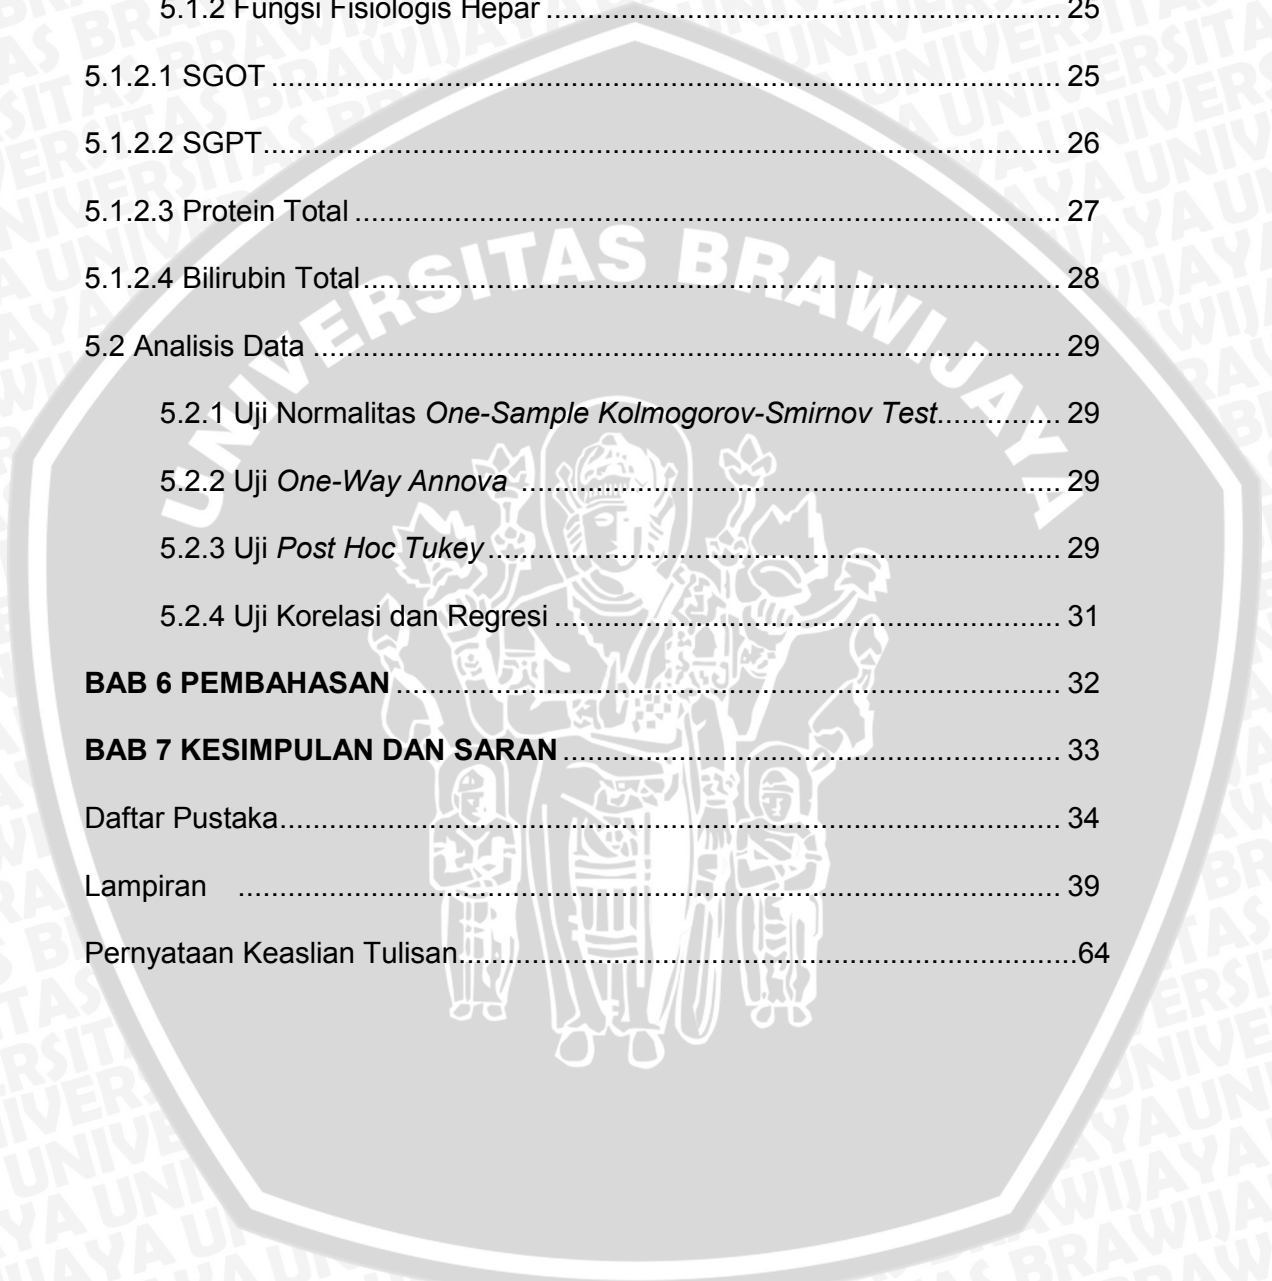 5.1.2 Fungsi Fisiologis Hepar ........................................................... 25
5.1.2.1 SGOT ........................................................................................... 25
5.1.2.2 SGPT............................................................................................ 26
5.1.2.3 Protein Total ................................................................................. 27
5.1.2.4 Bilirubin Total................................................................................ 28
5.2 Analisis Data ...................................................................................... 29
5.2.1 Uji Normalitas One-Sample Kolmogorov-Smirnov Test.............. 29
5.2.2 Uji One-Way Annova .............................................................. 29
5.2.3 Uji Post Hoc Tukey .................................................................. 29
5.2.4 Uji Korelasi dan Regresi ........................................................... 31
BAB 6 PEMBAHASAN ............................................................................ 32
BAB 7 KESIMPULAN DAN SARAN ......................................................... 33
Daftar Pustaka.......................................................................................... 34
Lampiran ............................................................................................... 39
Pernyataan Keaslian Tulisan.......................................................................64
UNIVERSITAS BRAWIJAYA